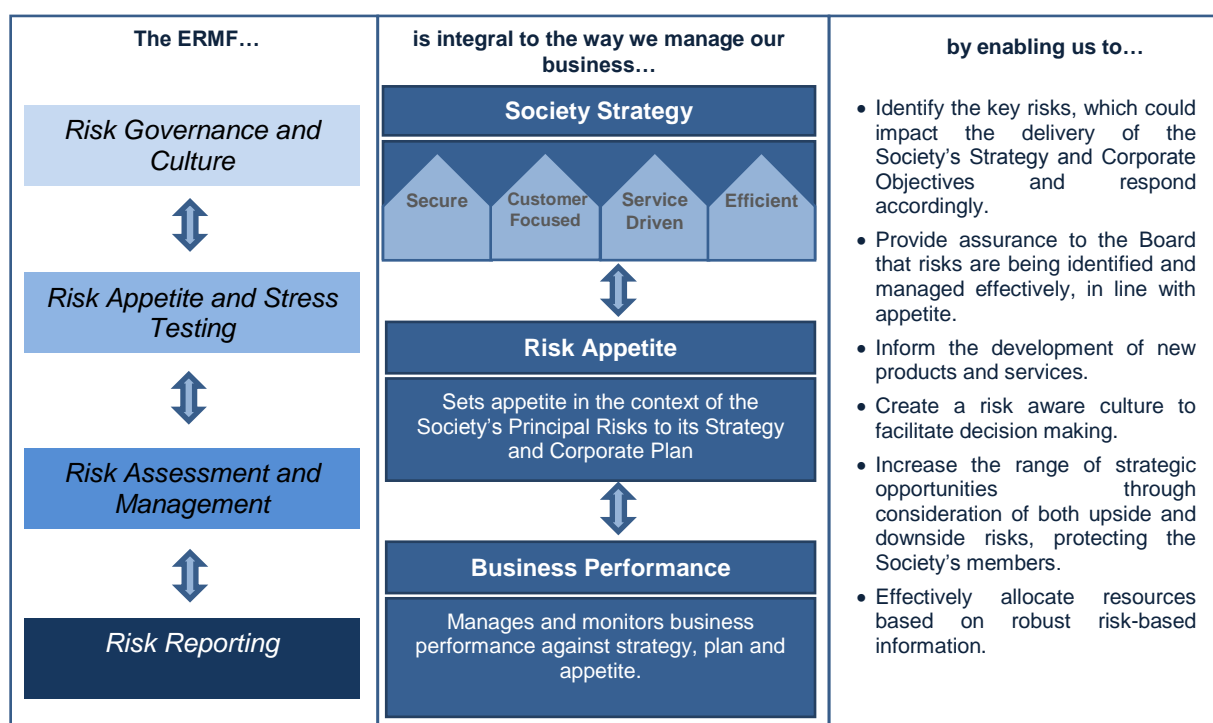 The ERMF…
Risk Governance and
Culture
Risk Appetite and Stress
Testing
Risk Assessment and
Management
Risk Reporting
is integral to the way we manage our
business…
Society Strategy
Secure
Customer
Focused
Service
Driven
Efficient
Risk Appetite
Sets appetite in the context of the
Society’s Principal Risks to its Strategy
and Corporate Plan
Business Performance
Manages and monitors business
performance against strategy, plan and
appetite.
by enabling us to…
• Identify the key risks, which could
impact the delivery of the
Society’s Strategy and Corporate
Objectives and respond
accordingly.
• Provide assurance to the Board
that risks are being identified and
managed effectively, in line with
appetite.
• Inform the development of new
products and services.
• Create a risk aware culture to
facilitate decision making.
• Increase the range of strategic
opportunities through
consideration of both upside and
downside risks, protecting the
Society’s members.
• Effectively allocate resources
based on robust risk-based
information.